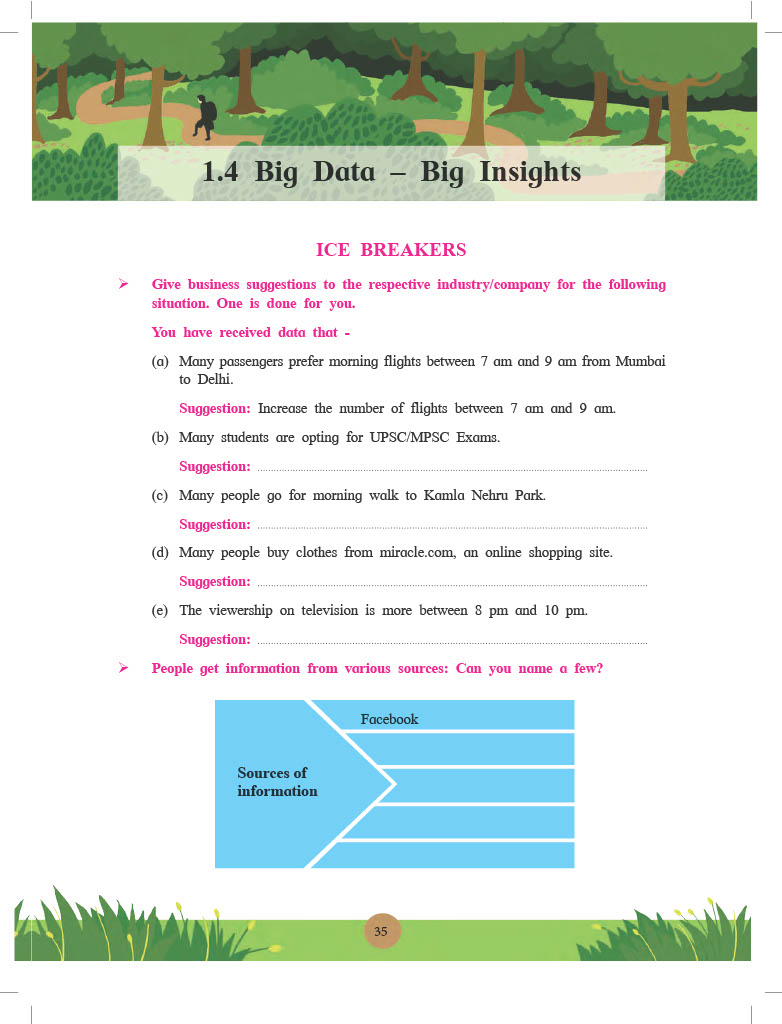 1.4 Big Data – Big Insights
ICE BREAKERS
➢ Give business suggestions to the respective industry/company for the following
situation. One is done for you.
You have received data that -
(a) Many passengers prefer morning flights between 7 am and 9 am from Mumbai
to Delhi.
Suggestion: Increase the number of flights between 7 am and 9 am.
(b) Many students are opting for UPSC/MPSC Exams.
Suggestion: ....................................................................................
(c) Many people go for morning walk to Kamla Nehru Park.
Suggestion: ....................................................................................
(d) Many people buy clothes from miracle.com, an online shopping site.
Suggestion: ....................................................................................
(e) The viewership on television is more between 8 pm and 10 pm.
Suggestion: ....................................................................................
➢ People get information from various sources: Can you name a few?
Facebook
Sources of
information
35